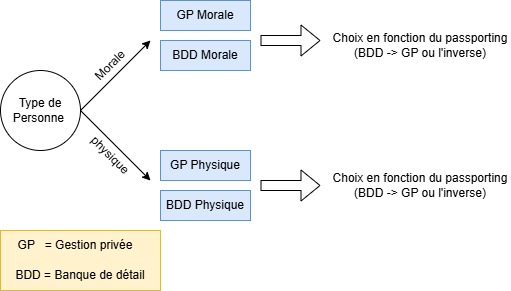 GP Morale
BDD Morale
Choix en fonction du passporting
(BDD -> GP ou l'inverse)
Morale
Type de
Personne
physique
GP Physique
BDD Physique
Choix en fonction du passporting
(BDD -> GP ou l'inverse)
GP = Gestion privée
BDD = Banque de détail